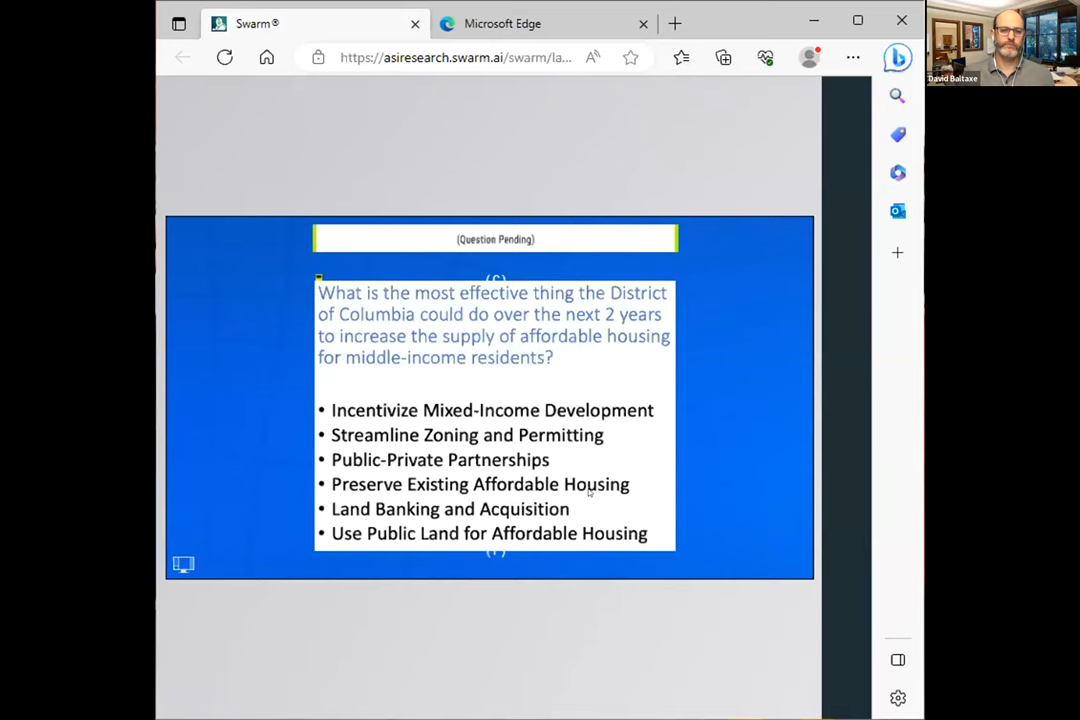 Swarm®
Microsoft Edge
https://asiresearch.swarm.ai/swarm/la...
David Baltaxe
(Question Pending)
What is the most effective thing the District
of Columbia could do over the next 2 years
to increase the supply of affordable housing
for middle-income residents?
• Incentivize Mixed-Income Development
• Streamline Zoning and Permitting
• Public-Private Partnerships
• Preserve Existing Affordable Housing
• Land Banking and Acquisition
• Use Public Land for Affordable Housing